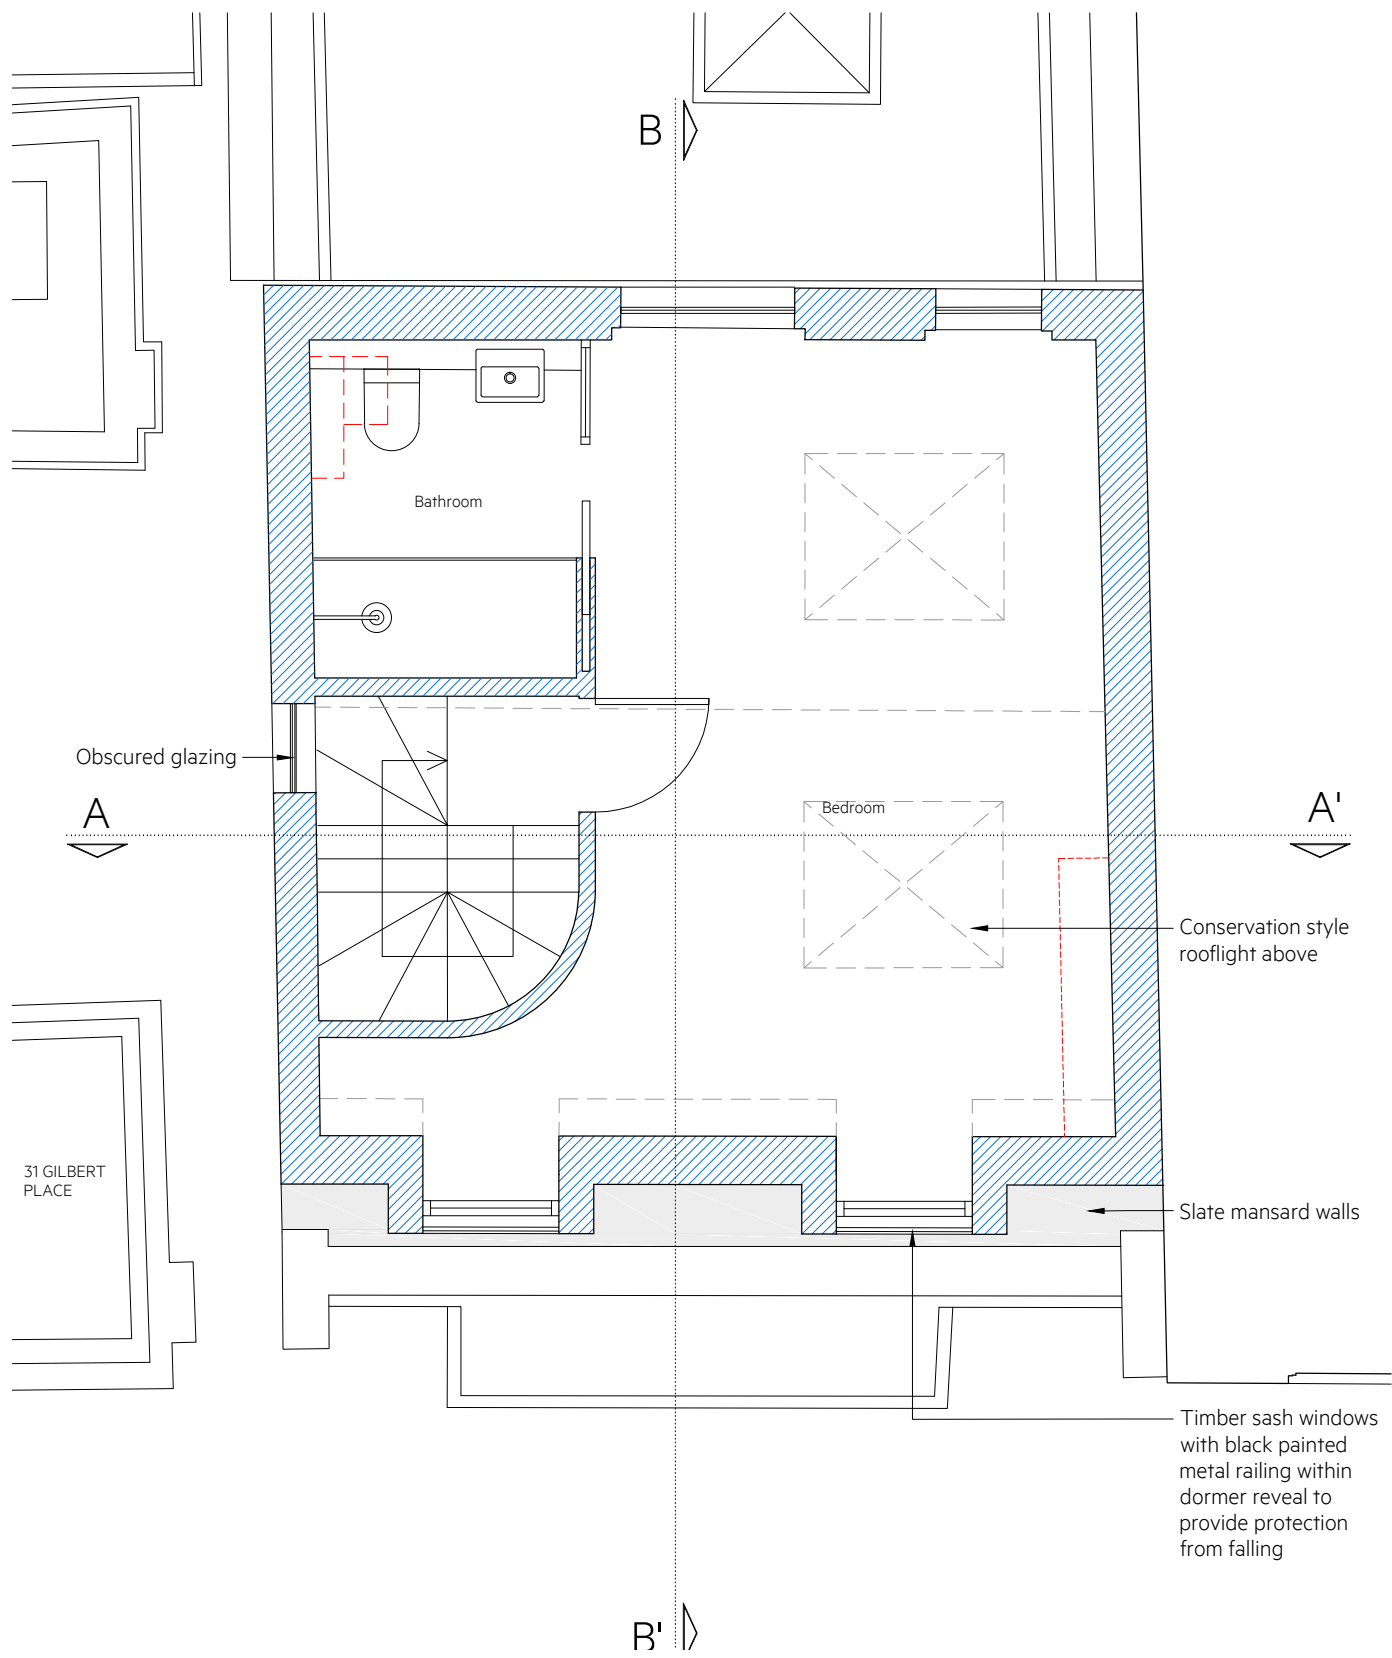 B
Bathroom
Obscured glazing
A
Bedroom
A'
Conservation style
rooflight above
31 GILBERT
PLACE
Slate mansard walls
Timber sash windows
with black painted
metal railing within
dormer reveal to
provide protection
from falling
B'